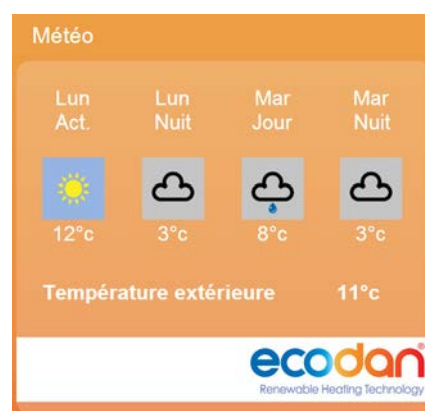 Météo
Lun Lun Mar Mar
Act. Nuit Jour Nuit
12°c 3°c 8°c 3°c
Température extérieure 11°c
ecodan®
Renewable Heating Technology